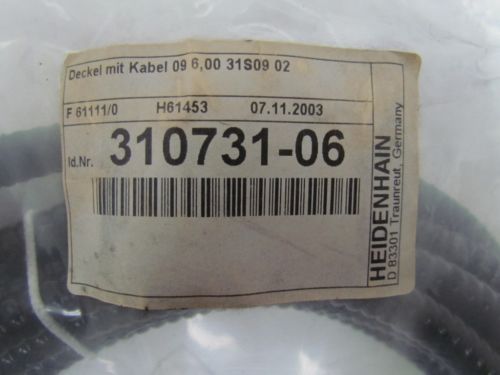 Deckel mit Kabel 09 6,00 31S09 02
F 61111/0 H61453 07.11.2003
Id.Nr. 310731-06
HEIDENHAIN
D 83301 Traunreut, Germany